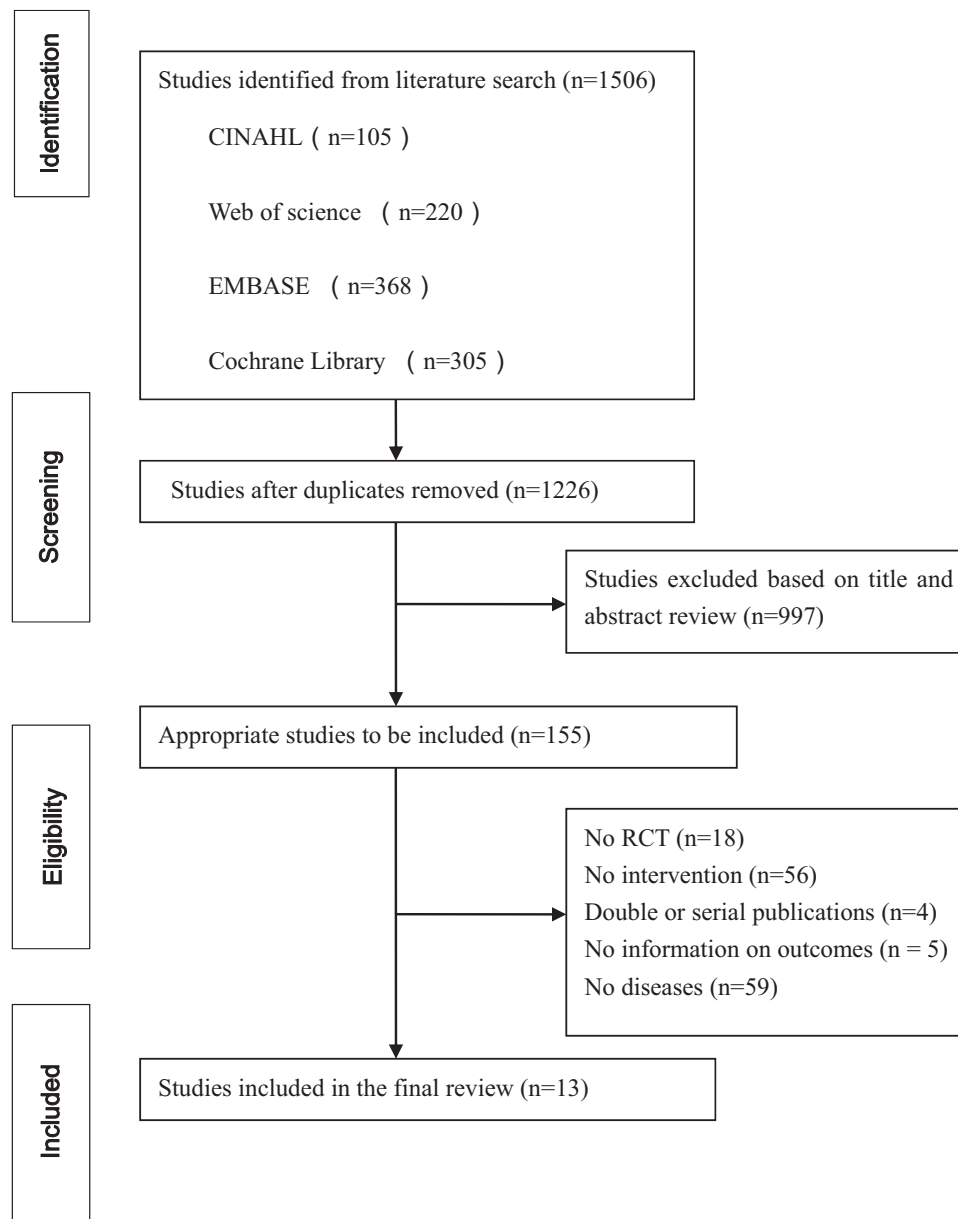 Identification
Studies identified from literature search (n=1506)
CINAHL ( n=105 )
Web of science ( n=220 )
EMBASE ( n=368 )
Cochrane Library ( n=305 )
Screening
Studies after duplicates removed (n=1226)
Studies excluded based on title and
abstract review (n=997)
Eligibility
Appropriate studies to be included (n=155)
No RCT (n=18)
No intervention (n=56)
Double or serial publications (n=4)
No information on outcomes (n = 5)
No diseases (n=59)
Included
Studies included in the final review (n=13)